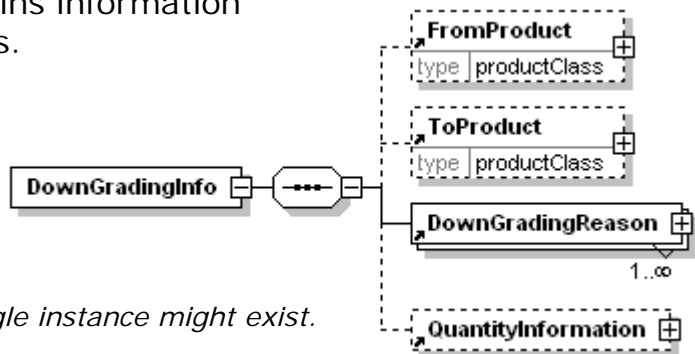 ins information
s.
FromProduct
type productClass
ToProduct
type productClass
DownGradingInfo
DownGradingReason
1..∞
gle instance might exist.
QuantityInformation